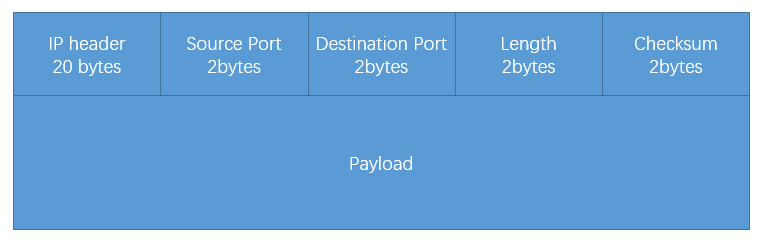 IP header
20 bytes
Source Port
2bytes
Destination Port
2bytes
Length
2bytes
Checksum
2bytes
Payload